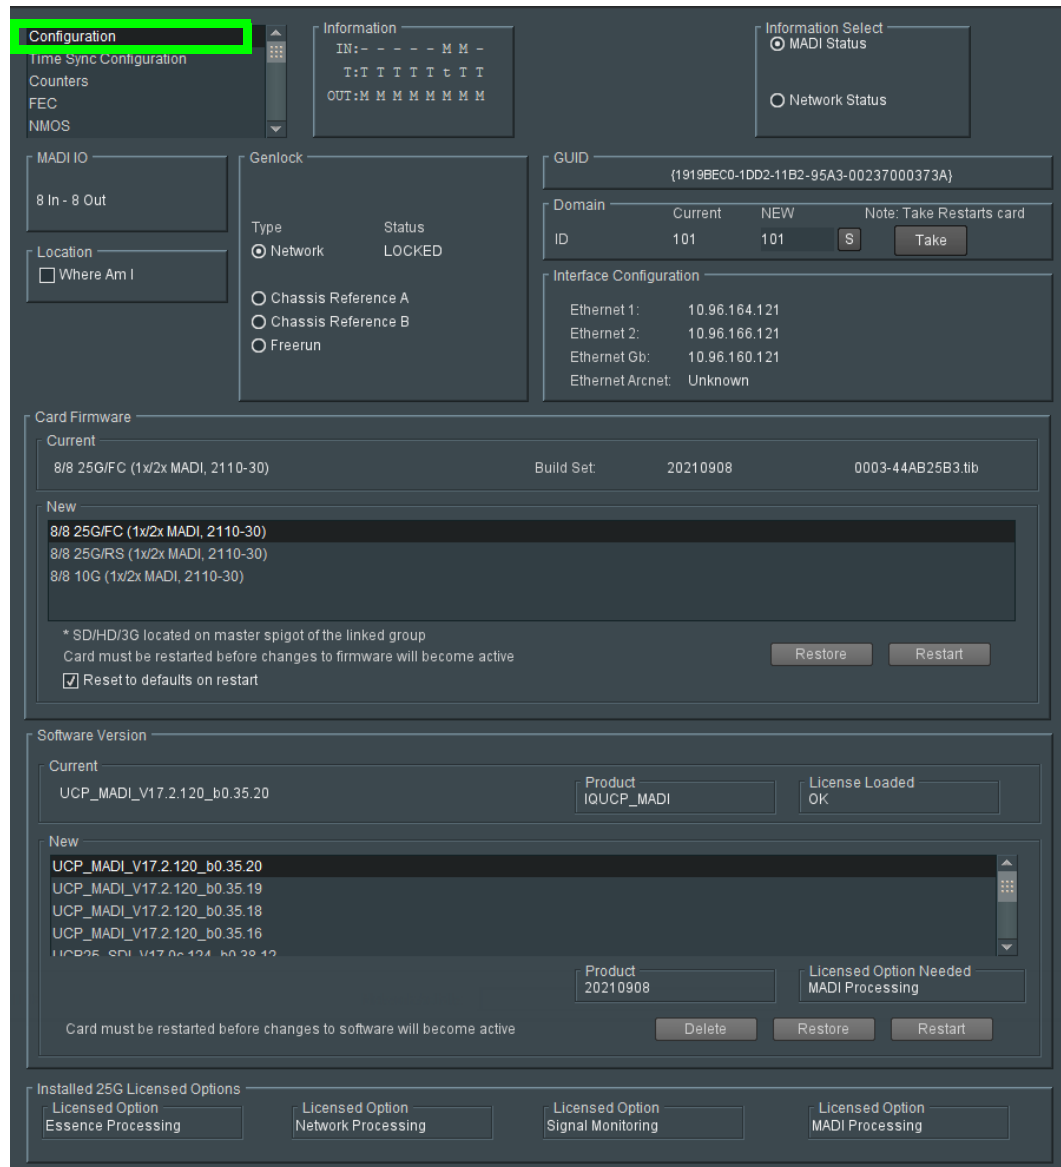 Configuration
Time Sync Configuration
Counters
FEC
NMOS
Information
IN:- - - - - M M -
T:T T T T T t T T
OUT:M M M M M M M M
Information Select
MADI Status
Network Status
MADI IO
8 In - 8 Out
Location
Where Am I
Genlock
Type Status
Network LOCKED
Chassis Reference A
Chassis Reference B
Freerun
GUID
{1919BEC0-1DD2-11B2-95A3-00237000373A}
Domain Current NEW Note: Take Restarts card
ID 101 101 S Take
Interface Configuration
Ethernet 1: 10.96.164.121
Ethernet 2: 10.96.166.121
Ethernet Gb: 10.96.160.121
Ethernet Arcnet: Unknown
Card Firmware
Current
8/8 25G/FC (1x/2x MADI, 2110-30) Build Set: 20210908 0003-44AB25B3.tib
New
8/8 25G/FC (1x/2x MADI, 2110-30)
8/8 25G/RS (1x/2x MADI, 2110-30)
8/8 10G (1x/2x MADI, 2110-30)
* SD/HD/3G located on master spigot of the linked group
Card must be restarted before changes to firmware will become active
Restore Restart
Reset to defaults on restart
Software Version
Current
UCP_MADI_V17.2.120_b0.35.20
Product
IQUCP_MADI
License Loaded
OK
New
UCP_MADI_V17.2.120_b0.35.20
UCP_MADI_V17.2.120_b0.35.19
UCP_MADI_V17.2.120_b0.35.18
UCP_MADI_V17.2.120_b0.35.16
UCP25_SDI_V17.0c.124_b0.38.12
Product
20210908
Licensed Option Needed
MADI Processing
Card must be restarted before changes to software will become active
Delete Restore Restart
Installed 25G Licensed Options
Licensed Option
Essence Processing
Licensed Option
Network Processing
Licensed Option
Signal Monitoring
Licensed Option
MADI Processing